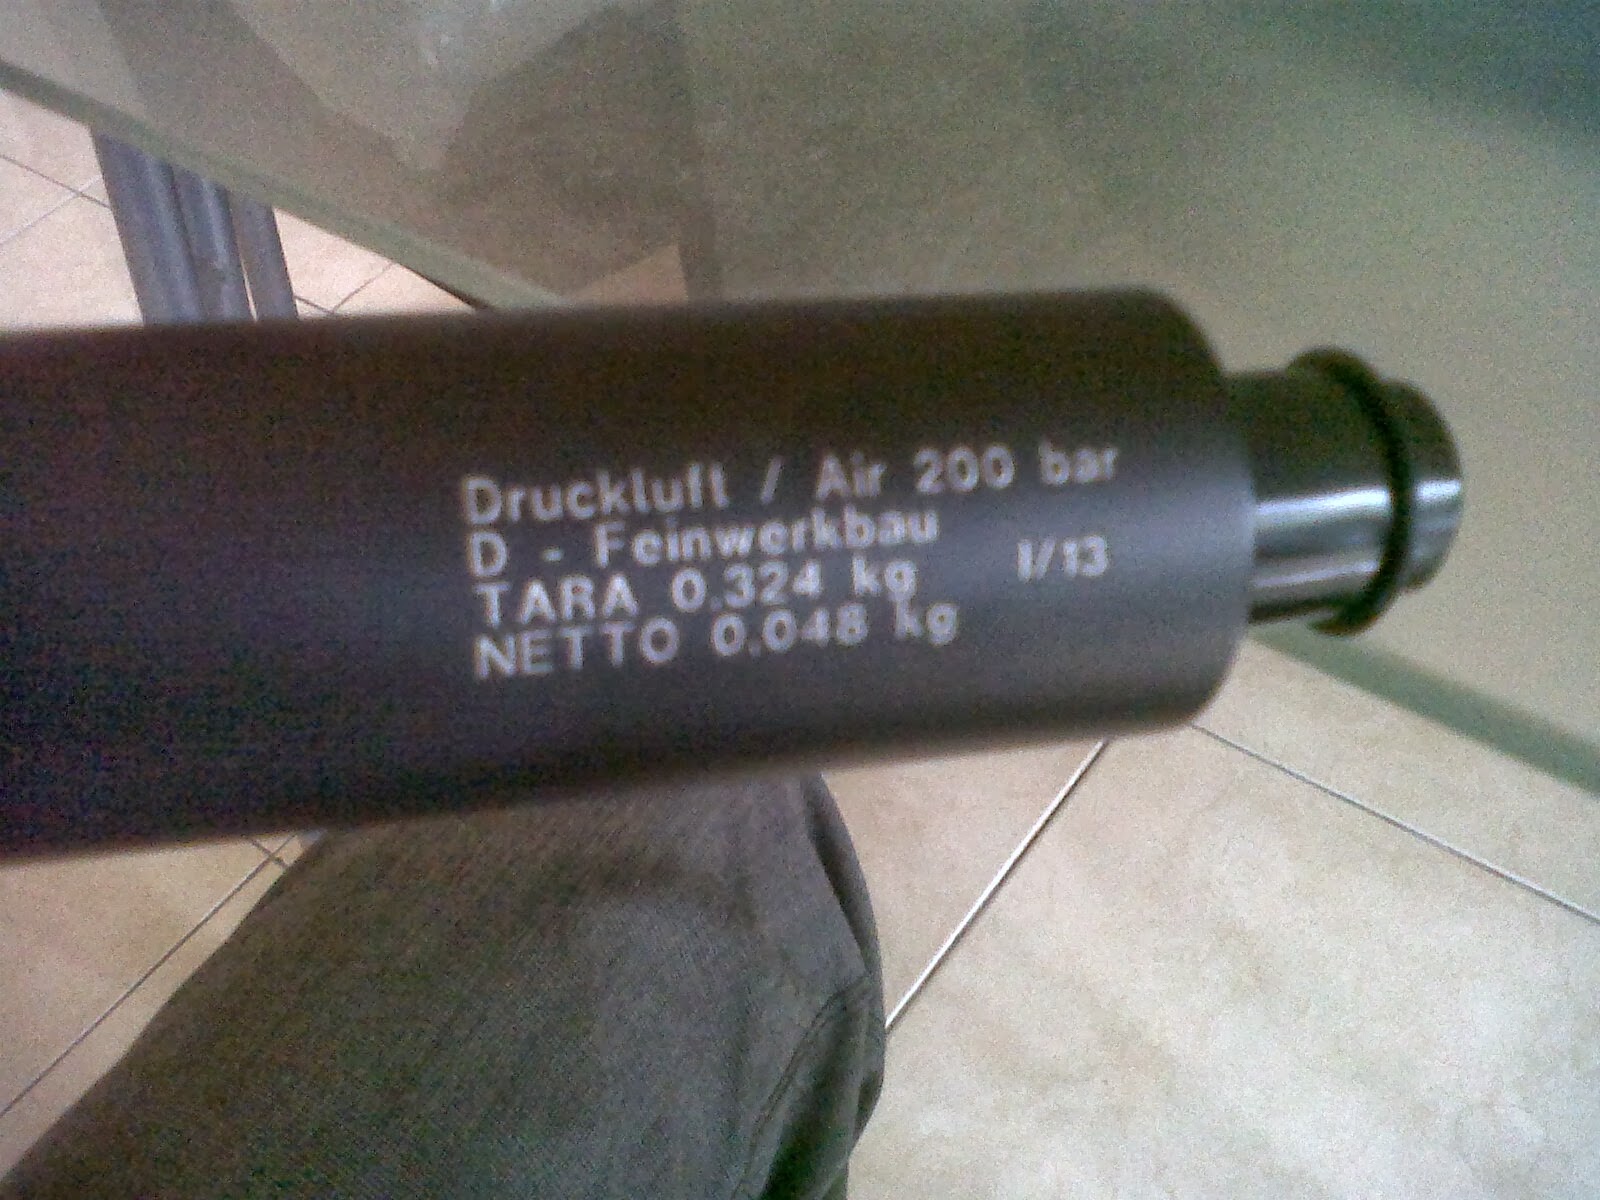 Druckluft / Air 200 bar
D - Feinwerkbau
TARA 0.324 kg 1/13
NETTO 0.048 kg